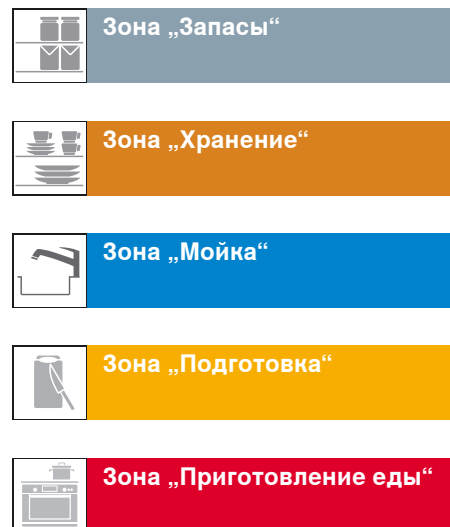 Зона „Запасы“
Зона „Хранение“
Зона „Мойка“
Зона „Подготовка“
Зона „Приготовление еды“